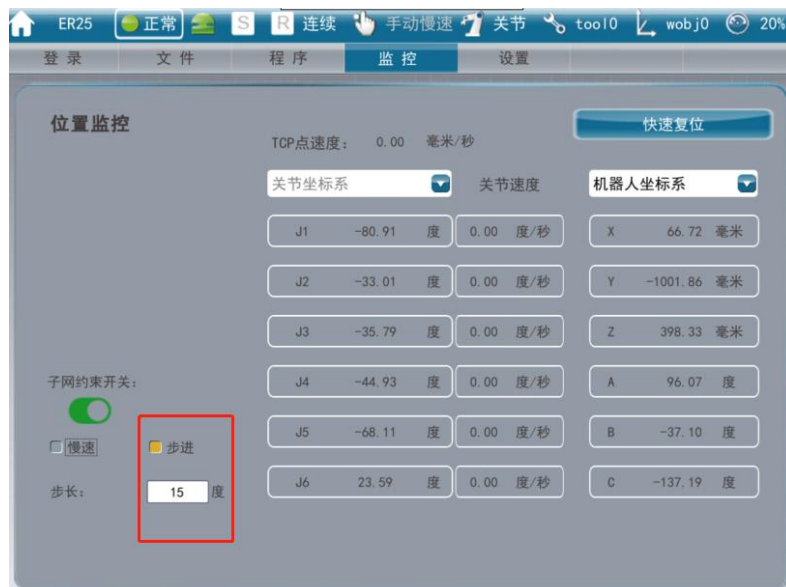 ER25 正常 S R 连续 手动慢速 关节 tool0 wobj0 20%
登录 文件 程序 监控 设置
位置监控
快速复位
TCP点速度： 0.00 毫米/秒
关节坐标系 关节速度 机器人坐标系
J1 -80.91 度 0.00 度/秒 X 66.72 毫米
J2 -33.01 度 0.00 度/秒 Y -1001.86 毫米
J3 -35.79 度 0.00 度/秒 Z 398.33 毫米
子网约束开关： J4 -44.93 度 0.00 度/秒 A 96.07 度
慢速 步进 J5 -68.11 度 0.00 度/秒 B -37.10 度
步长： 15 度 J6 23.59 度 0.00 度/秒 C -137.19 度